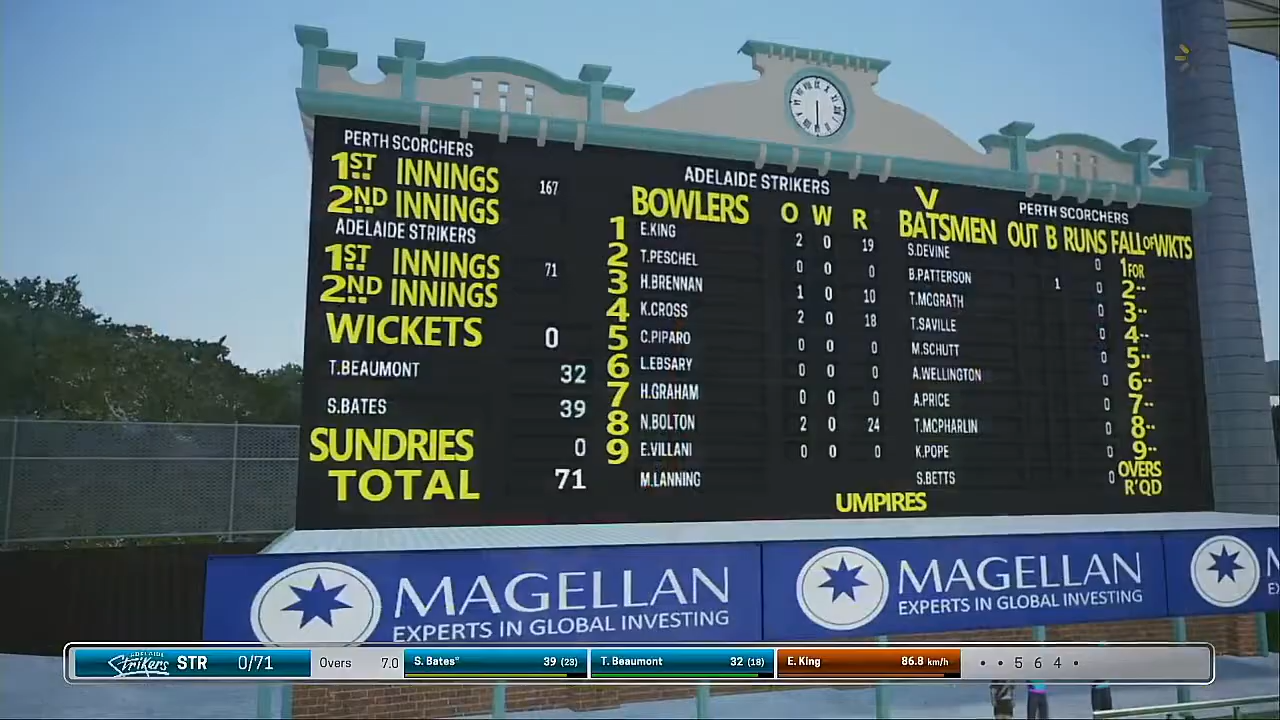 PERTH SCORCHERS
1ST INNINGS 167
2ND INNINGS
ADELAIDE STRIKERS
1ST INNINGS 71
2ND INNINGS
WICKETS 0
T.BEAUMONT 32
S.BATES 39
SUNDRIES 0
TOTAL 71
ADELAIDE STRIKERS
BOWLERS O W R
1 E.KING 2 0 19
2 T.PESCHEL 0 0 0
3 H.BRENNAN 1 0 10
4 K.CROSS 2 0 18
5 C.PIPARO 0 0 0
6 L.EBSARY 0 0 0
7 H.GRAHAM 0 0 0
8 N.BOLTON 2 0 24
9 E.VILLANI 0 0 0
M.LANNING
V
PERTH SCORCHERS
BATSMEN OUT B RUNS FALL OF WKTS
S.DEVINE 0 1 FOR
B.PATTERSON 1 0 2--
T.MCGRATH 0 3--
T.SAVILLE 0 4--
M.SCHUTT 0 5--
A.WELLINGTON 0 6--
A.PRICE 0 7--
T.MCPHARLIN 0 8--
K.POPE 0 9--
S.BETTS 0 OVERS R'QD
UMPIRES
MAGELLAN
EXPERTS IN GLOBAL INVESTING
MAGELLAN
EXPERTS IN GLOBAL INVESTING
ADELAIDE Strikers STR 0/71 Overs 7.0 S. Bates* 39 (23) T. Beaumont 32 (18) E. King 86.8 km/h • • 5 6 4 •